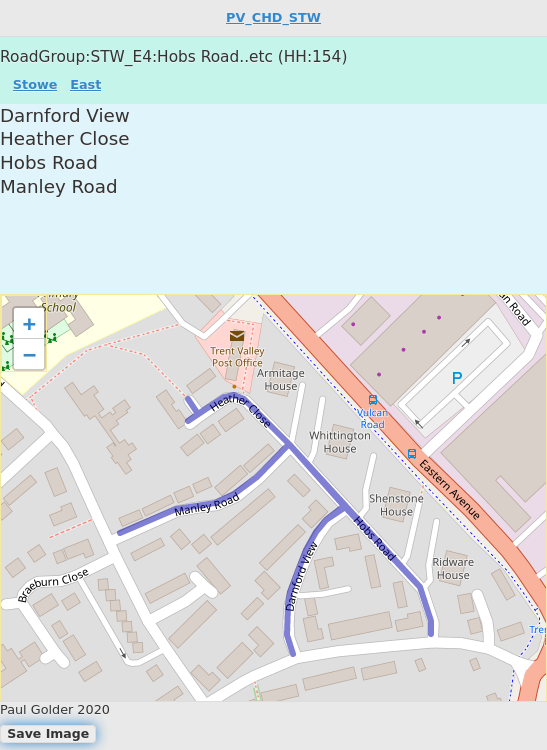 PV_CHD_STW
RoadGroup:STW_E4:Hobs Road..etc (HH:154)
Stowe East
Darnford View
Heather Close
Hobs Road
Manley Road
School
+
−
Trent Valley
Post Office
Armitage
House
P
Vulcan
Road
Heather Close
Whittington
House
Eastern Avenue
Manley Road
Shenstone
House
Hobs Road
Darnford View
Ridware
House
Braeburn Close
Paul Golder 2020
Save Image